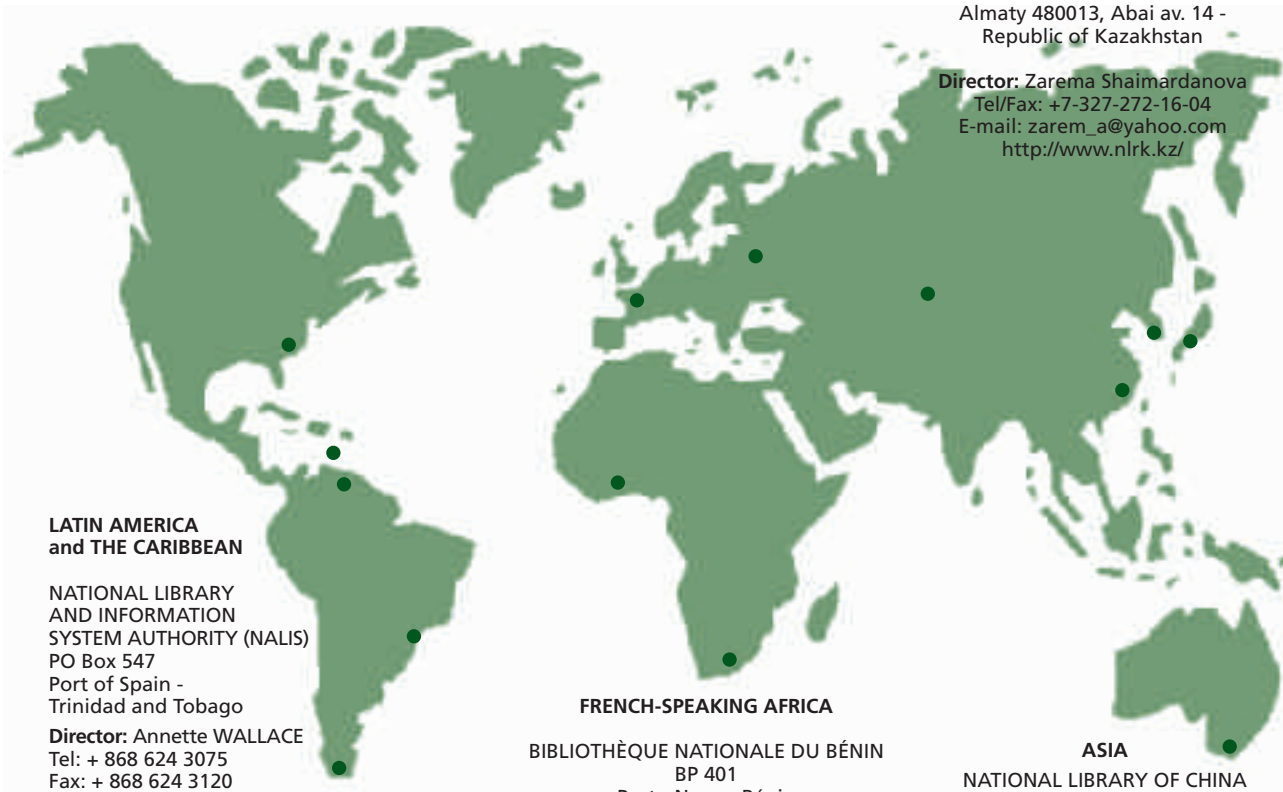 Almaty 480013, Abai av. 14 -
Republic of Kazakhstan
Director: Zarema Shaimardanova
Tel/Fax: +7-327-272-16-04
E-mail: zarem_a@yahoo.com
http://www.nlrk.kz/
LATIN AMERICA
and THE CARIBBEAN
NATIONAL LIBRARY
AND INFORMATION
SYSTEM AUTHORITY (NALIS)
PO Box 547
Port of Spain -
Trinidad and Tobago
Director: Annette WALLACE
Tel: + 868 624 3075
Fax: + 868 624 3120
FRENCH-SPEAKING AFRICA
BIBLIOTHÈQUE NATIONALE DU BÉNIN
BP 401
ASIA
NATIONAL LIBRARY OF CHINA